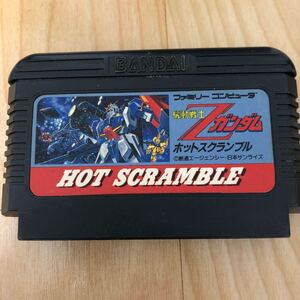 BANDAI
ファミリー コンピュータ
機動戦士
Ζガンダム
ホットスクランブル
©創通エージェンシー・日本サンライズ
HOT SCRAMBLE